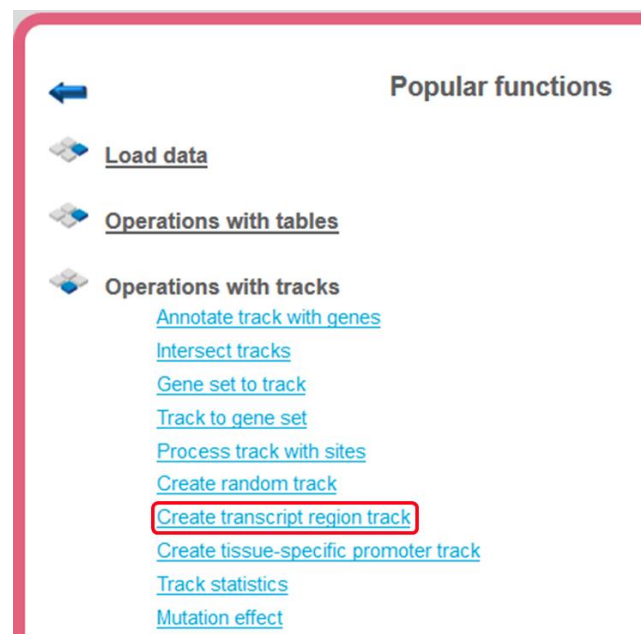 Popular functions
Load data
Operations with tables
Operations with tracks
Annotate track with genes
Intersect tracks
Gene set to track
Track to gene set
Process track with sites
Create random track
Create transcript region track
Create tissue-specific promoter track
Track statistics
Mutation effect